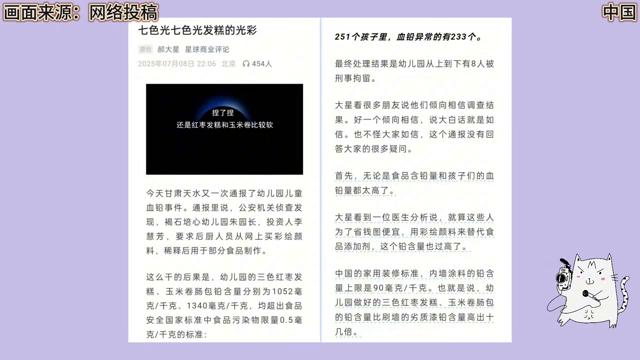 画面来源：网络投稿
中国
七色光七色光发糕的光彩
原创 郝大星 星球商业评论
2025年07月08日 22:06 北京 454人
捏了捏
还是红枣发糕和玉米卷比较软
今天甘肃天水又一次通报了幼儿园儿童
血铅事件。通报里说，公安机关侦查发
现，褐石培心幼儿园朱园长，投资人李
慧芳，要求后厨人员从网上买彩绘颜
料，稀释后用于部分食品制作。
这么干的后果是，幼儿园的三色红枣发
糕、玉米肠包铅含量分别为1052毫
克/千克、1340毫克/千克，均超出食品
安全国家标准中食品污染物限量0.5毫
克/千克的标准：
251个孩子里，血铅异常的有233个。
最终处理结果是幼儿园从上到下有8人被
刑事拘留。
大星看很多朋友说他们倾向相信调查结
果。好一个倾向相信，说大白话就是如
信。也不怪大家如信，这个通报没有回
答大家的很多疑问。
首先，无论是食品含铅量和孩子们的血
铅量都太高了。
大星看到一位医生分析说，就算这些人
为了省钱图便宜，用彩绘颜料来替代食
品添加剂，这个铅含量也过高了。
中国的家用装修标准，内墙涂料的铅含
量上限是90毫克/千克。也就是说，幼
儿园做好的三色红枣发糕、玉米卷肠包
的铅含量比刷墙的劣质漆铅含量高出十
几倍。